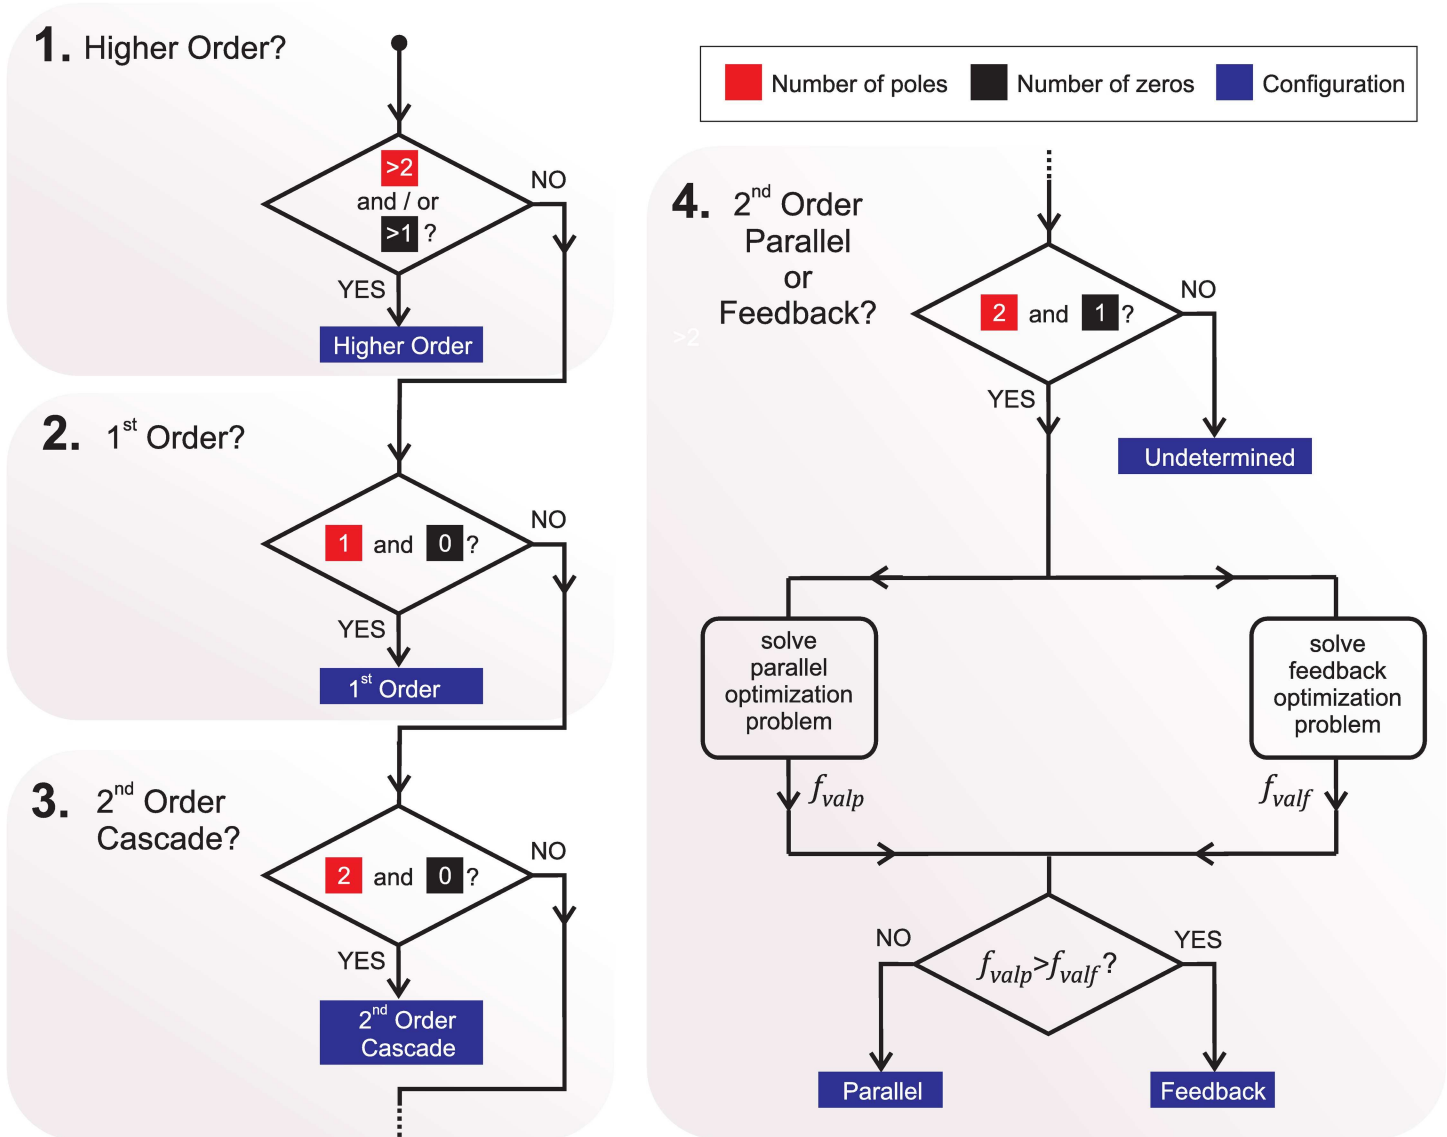 1. Higher Order?
>2
and / or
>1 ?
NO
YES
Higher Order
2. 1st Order?
1 and 0 ?
NO
YES
1st Order
3. 2nd Order
Cascade?
2 and 0 ?
NO
YES
2nd Order
Cascade
Number of poles Number of zeros Configuration
4. 2nd Order
Parallel
or
Feedback?
>2
2 and 1 ?
NO
YES
Undetermined
solve
parallel
optimization
problem
solve
feedback
optimization
problem
fvalp
fvalf
fvalp>fvalf ?
NO
YES
Parallel
Feedback